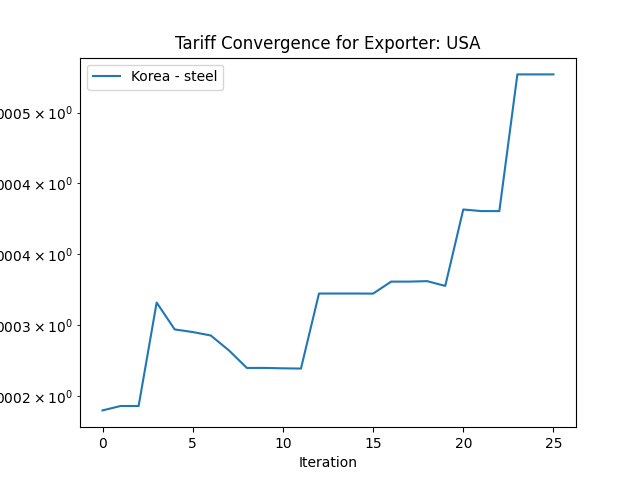 Tariff Convergence for Exporter: USA
Korea - steel
0005 × 10⁰
0004 × 10⁰
0004 × 10⁰
0003 × 10⁰
0002 × 10⁰
0 5 10 15 20 25
Iteration